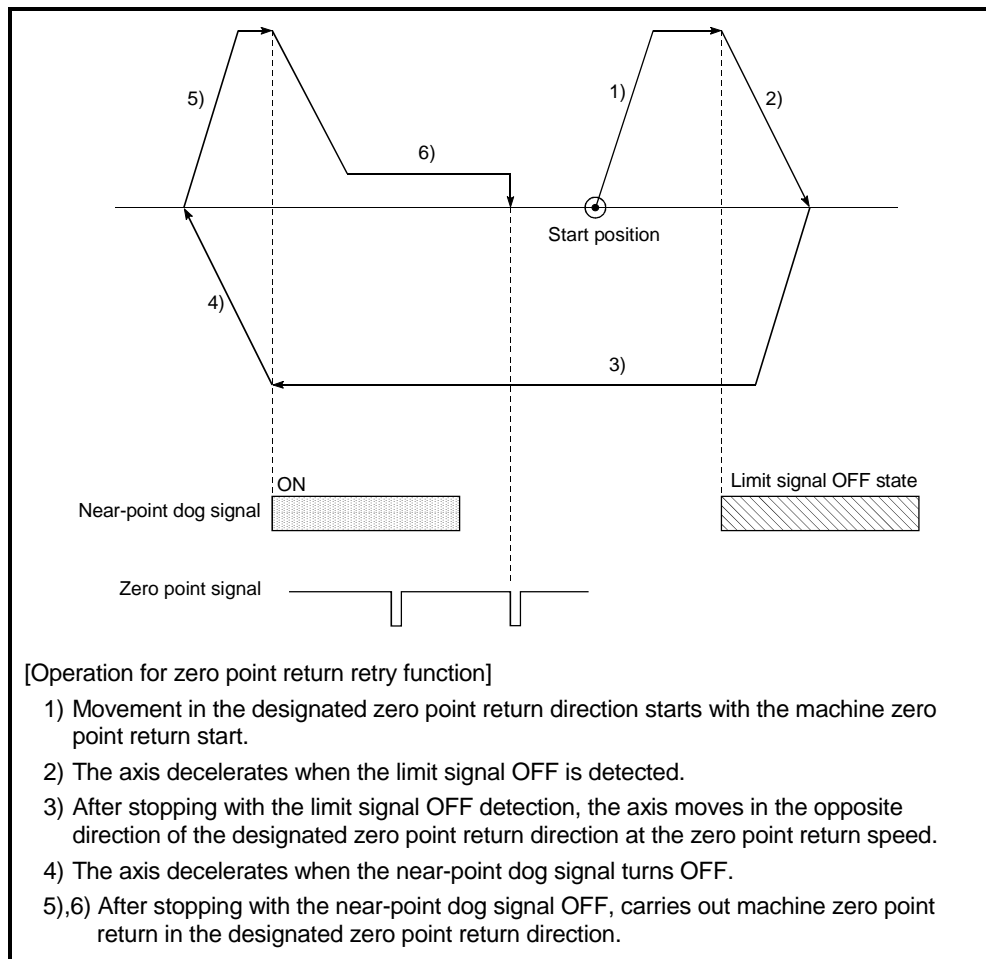 1)
2)
5)
6)
Start position
4)
3)
ON
Limit signal OFF state
Near-point dog signal
Zero point signal
[Operation for zero point return retry function]
1) Movement in the designated zero point return direction starts with the machine zero
point return start.
2) The axis decelerates when the limit signal OFF is detected.
3) After stopping with the limit signal OFF detection, the axis moves in the opposite
direction of the designated zero point return direction at the zero point return speed.
4) The axis decelerates when the near-point dog signal turns OFF.
5),6) After stopping with the near-point dog signal OFF, carries out machine zero point
return in the designated zero point return direction.